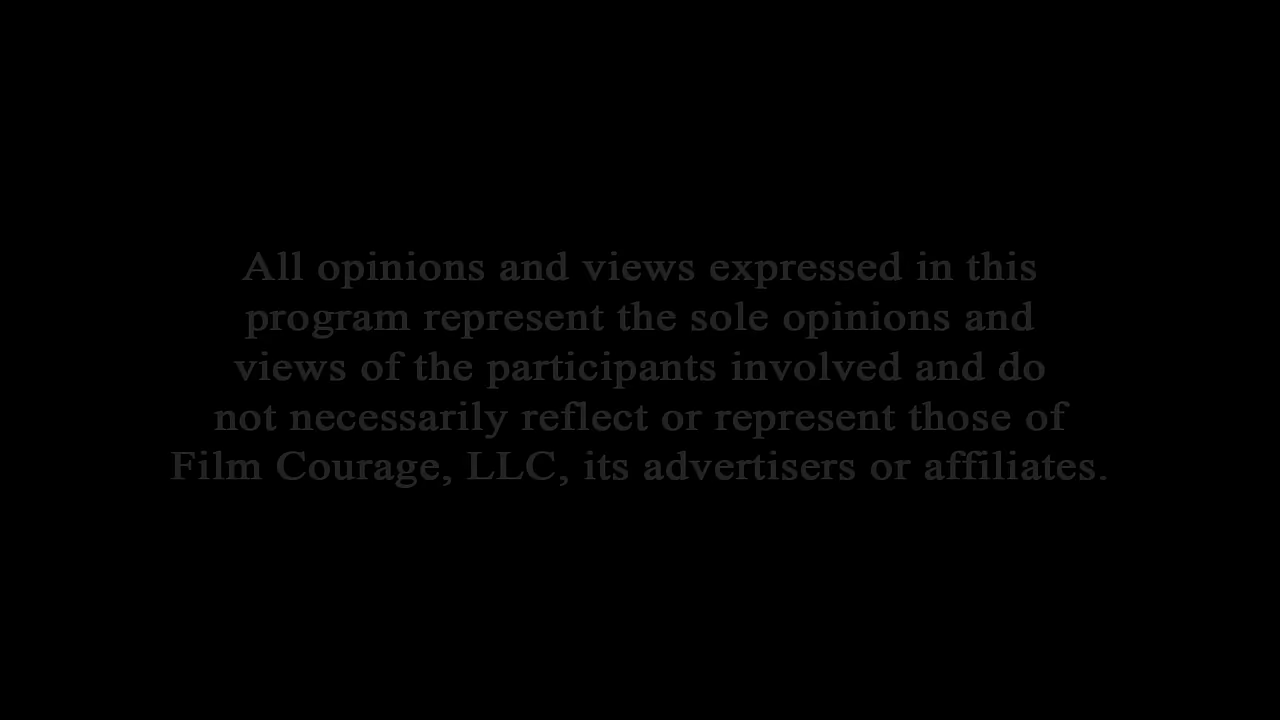 All opinions and views expressed in this
program represent the sole opinions and
views of the participants involved and do
not necessarily reflect or represent those of
Film Courage, LLC, its advertisers or affiliates.